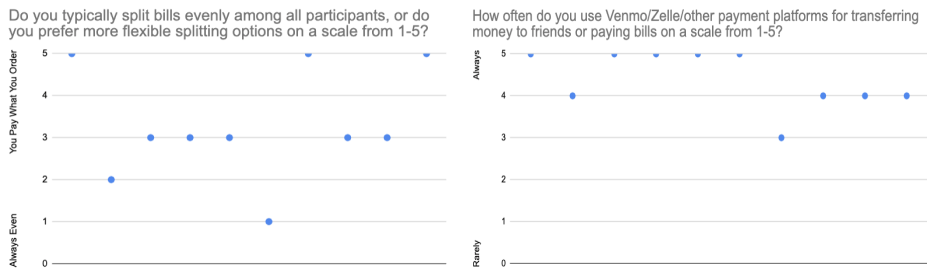 Do you typically split bills evenly among all participants, or do
you prefer more flexible splitting options on a scale from 1-5?
You Pay What You Order
Always Even
5
4
3
2
1
0
How often do you use Venmo/Zelle/other payment platforms for transferring
money to friends or paying bills on a scale from 1-5?
Always
Rarely
5
4
3
2
1
0